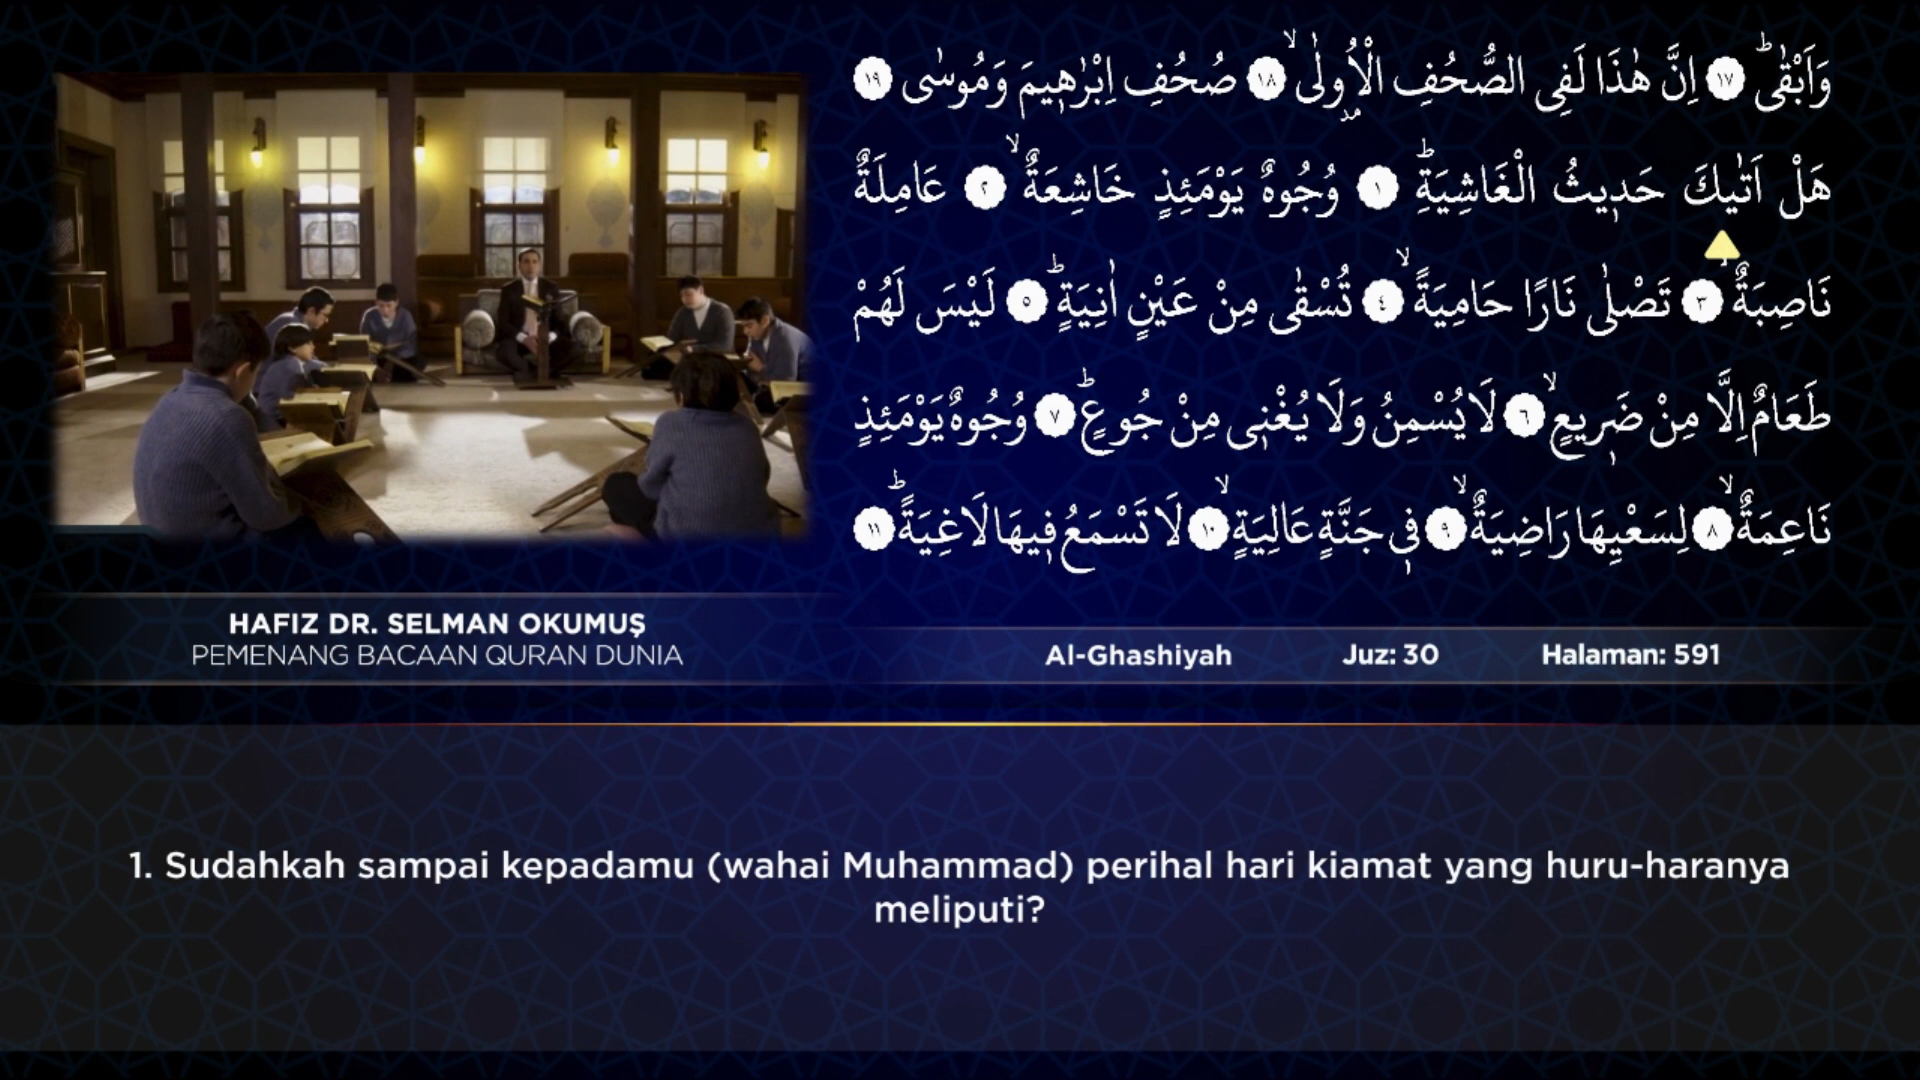 وَاَبْقٰىۜ ﴿١٧﴾ اِنَّ هٰذَا لَفِى الصُّحُفِ الْاُو۫لٰىۙ ﴿١٨﴾ صُحُفِ اِبْرٰه۪يمَ وَمُوسٰى ﴿١٩﴾
هَلْ اَتٰيكَ حَد۪يثُ الْغَاشِيَةِۜ ﴿١﴾ وُجُوهٌ يَوْمَئِذٍ خَاشِعَةٌۙ ﴿٢﴾ عَامِلَةٌ
نَاصِبَةٌۙ ﴿٣﴾ تَصْلٰى نَارًا حَامِيَةًۙ ﴿٤﴾ تُسْقٰى مِنْ عَيْنٍ اٰنِيَةٍۜ ﴿٥﴾ لَيْسَ لَهُمْ
طَعَامٌ اِلَّا مِنْ ضَر۪يعٍۙ ﴿٦﴾ لَا يُسْمِنُ وَلَا يُغْن۪ى مِنْ جُوعٍۜ ﴿٧﴾ وُجُوهٌ يَوْمَئِذٍ
نَاعِمَةٌۙ ﴿٨﴾ لِسَعْيِهَا رَاضِيَةٌۙ ﴿٩﴾ ف۪ى جَنَّةٍ عَالِيَةٍۙ ﴿١٠﴾ لَا تَسْمَعُ ف۪يهَا لَاغِيَةًۜ ﴿١١﴾
HAFIZ DR. SELMAN OKUMUŞ
PEMENANG BACAAN QURAN DUNIA
Al-Ghashiyah Juz: 30 Halaman: 591
1. Sudahkah sampai kepadamu (wahai Muhammad) perihal hari kiamat yang huru-haranya
meliputi?